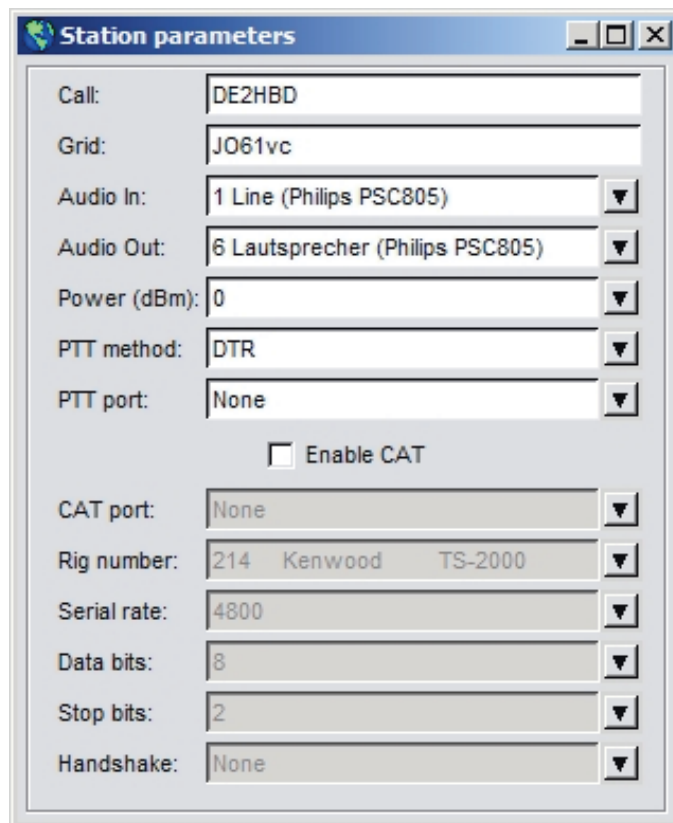 Station parameters
Call: DE2HBD
Grid: JO61vc
Audio In: 1 Line (Philips PSC805)
Audio Out: 6 Lautsprecher (Philips PSC805)
Power (dBm): 0
PTT method: DTR
PTT port: None
Enable CAT
CAT port: None
Rig number: 214 Kenwood TS-2000
Serial rate: 4800
Data bits: 8
Stop bits: 2
Handshake: None